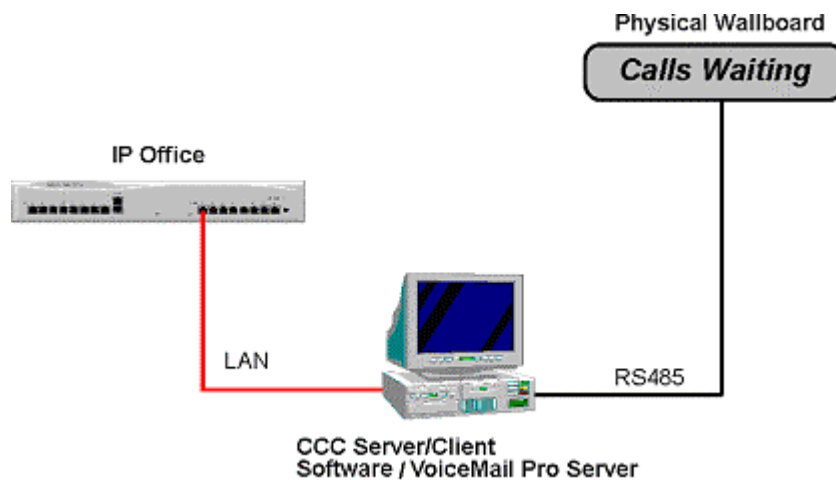 Physical Wallboard
Calls Waiting
IP Office
LAN
RS485
CCC Server/Client
Software / VoiceMail Pro Server